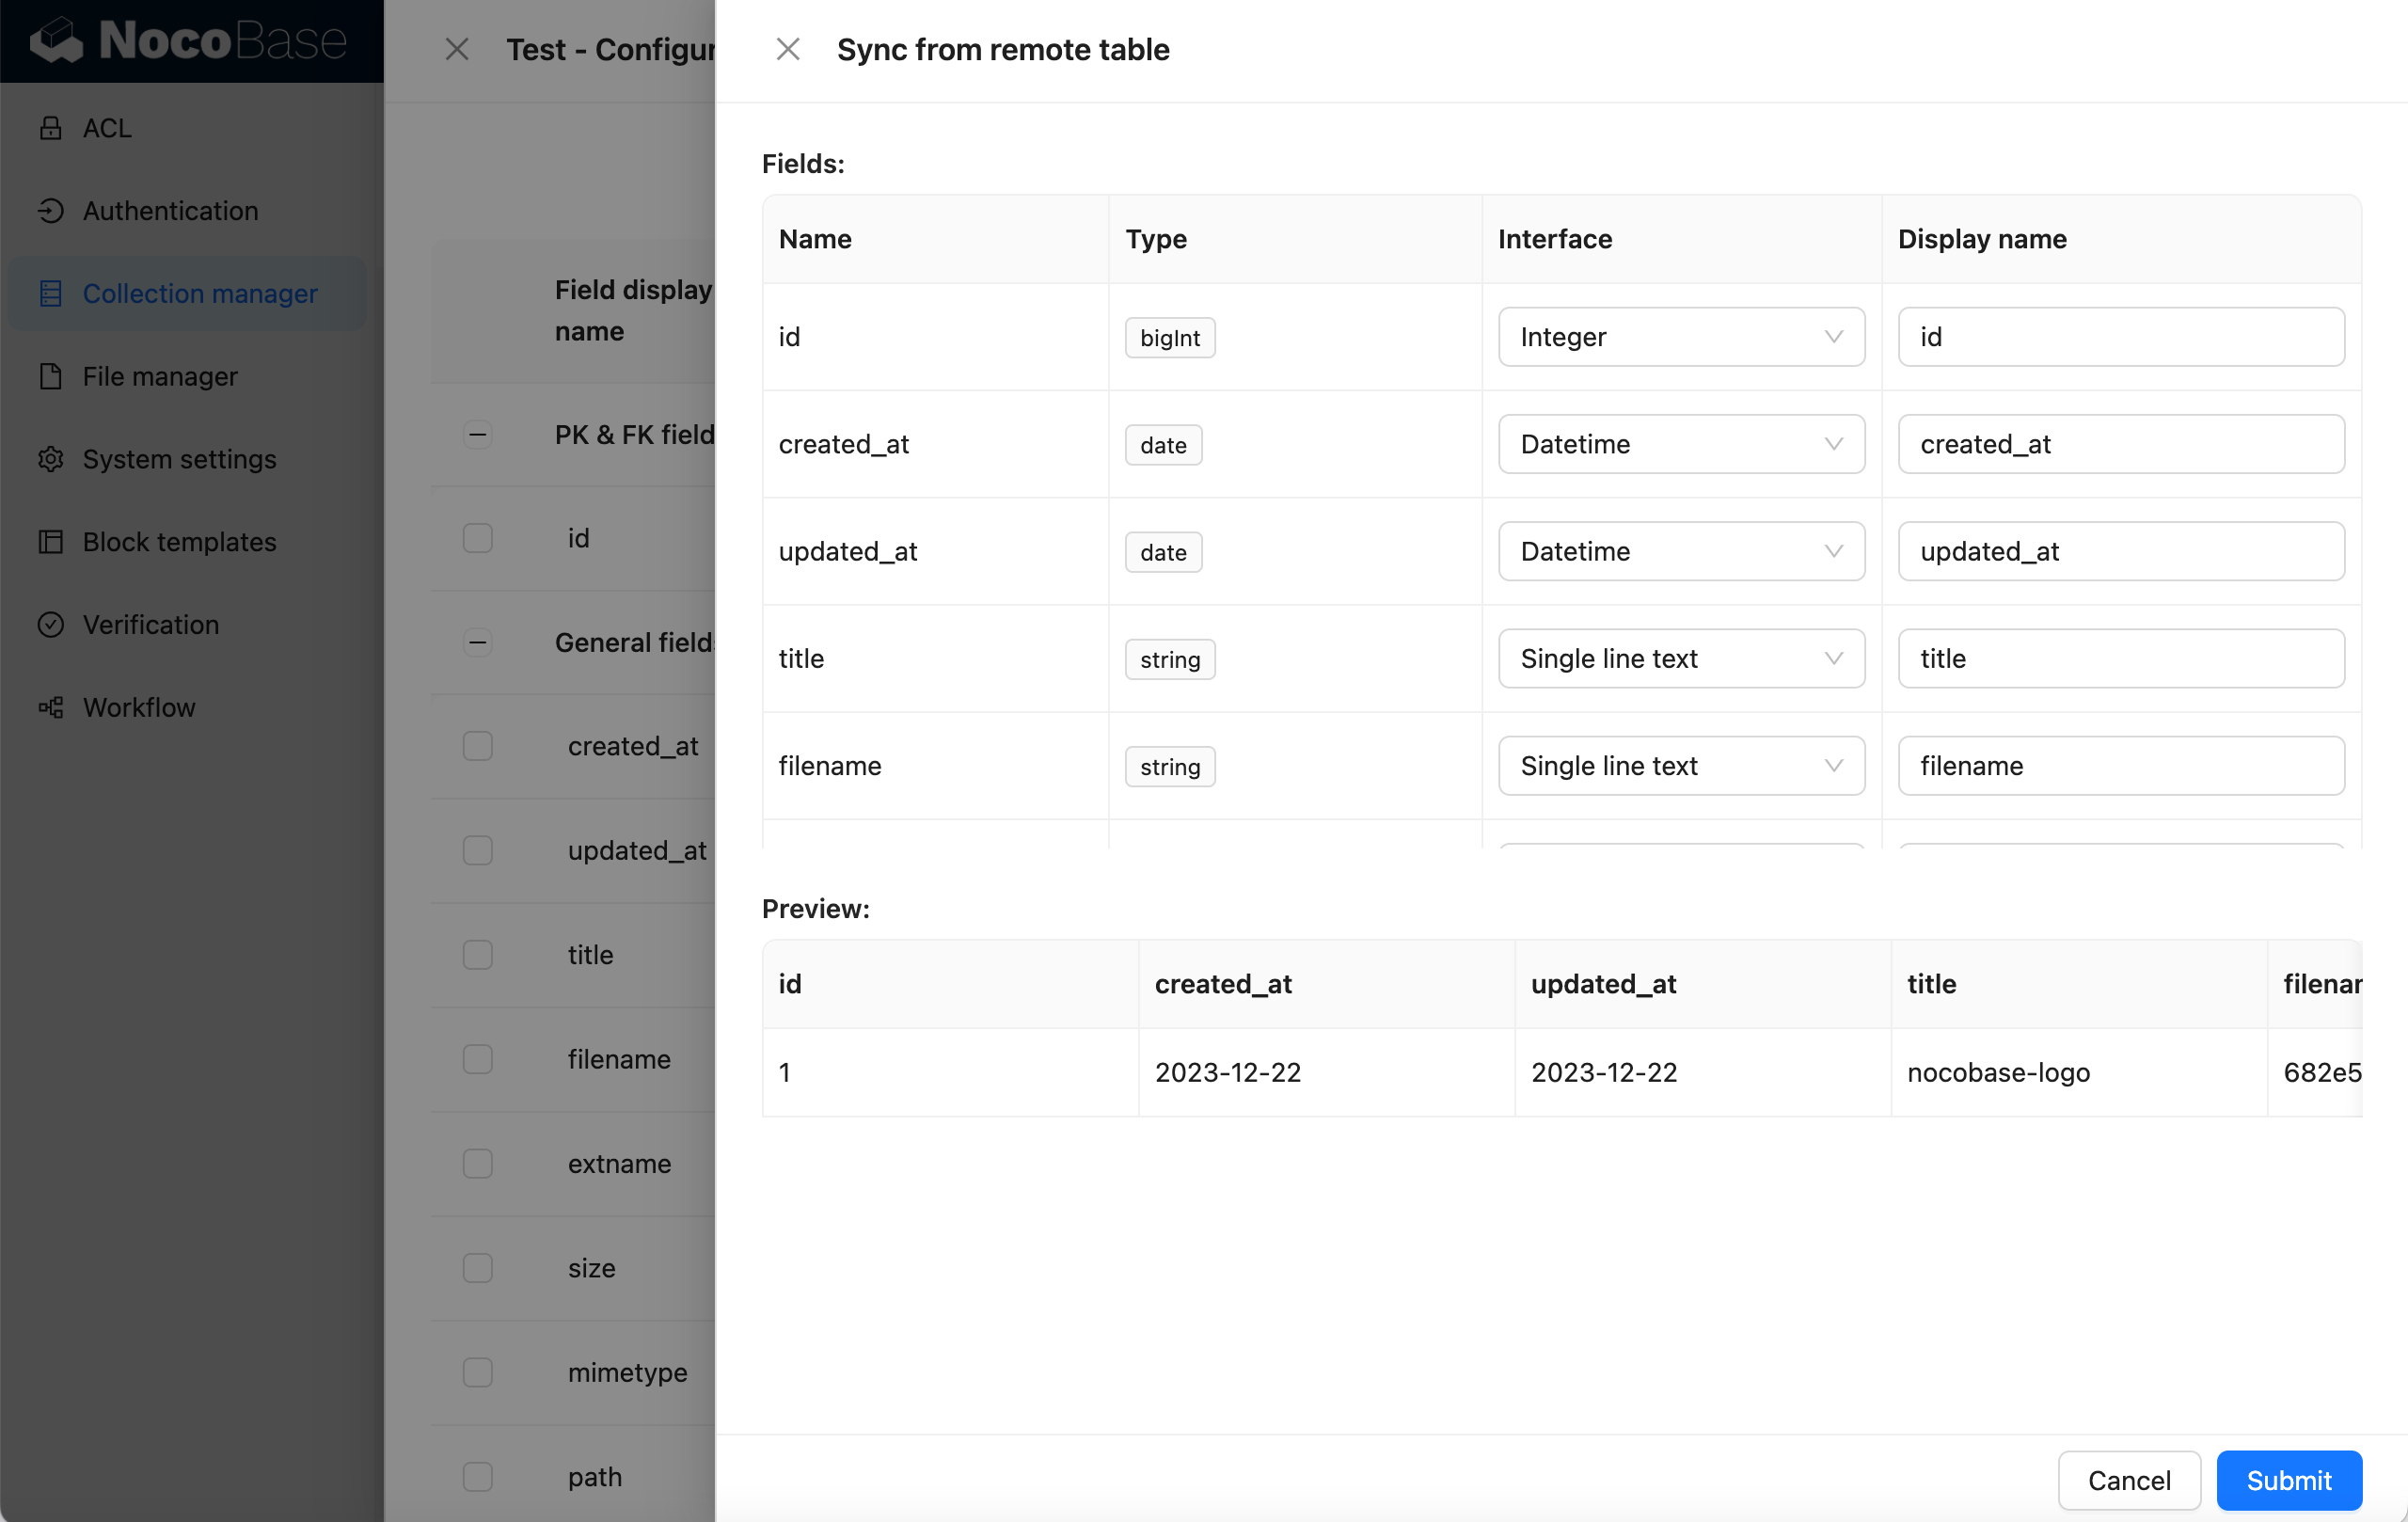 NocoBase
ACL
Authentication
Collection manager
File manager
System settings
Block templates
Verification
Workflow
Test - Configur
Field display
name
PK & FK field
id
General field
created_at
updated_at
title
filename
extname
size
mimetype
path
Sync from remote table
Fields:
Name Type Interface Display name
id bigInt Integer id
created_at date Datetime created_at
updated_at date Datetime updated_at
title string Single line text title
filename string Single line text filename
Preview:
id created_at updated_at title filenar
1 2023-12-22 2023-12-22 nocobase-logo 682e5
Cancel Submit